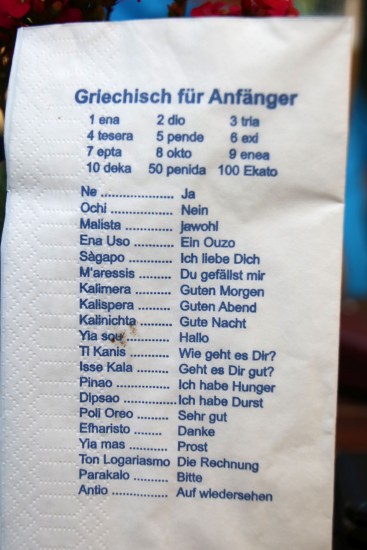 Griechisch für Anfänger
1 ena 2 dio 3 tria
4 tesera 5 pende 6 exi
7 epta 8 okto 9 enea
10 deka 50 penida 100 Ekato
Ne .................. Ja
Ochi ................ Nein
Malista ............ jawohl
Ena Uso .......... Ein Ouzo
Sàgapo ........... Ich liebe Dich
M'aressis ........ Du gefällst mir
Kalimera .......... Guten Morgen
Kalispera ......... Guten Abend
Kalinichta ........ Gute Nacht
Yia sou ........... Hallo
Ti Kanis .......... Wie geht es Dir?
Isse Kala ........ Geht es Dir gut?
Pinao .............. Ich habe Hunger
Dipsao ............Ich habe Durst
Poli Oreo ........ Sehr gut
Efharisto ....... Danke
Yia mas .......... Prost
Ton Logariasmo Die Rechnung
Parakalo ......... Bitte
Antio .............. Auf wiedersehen